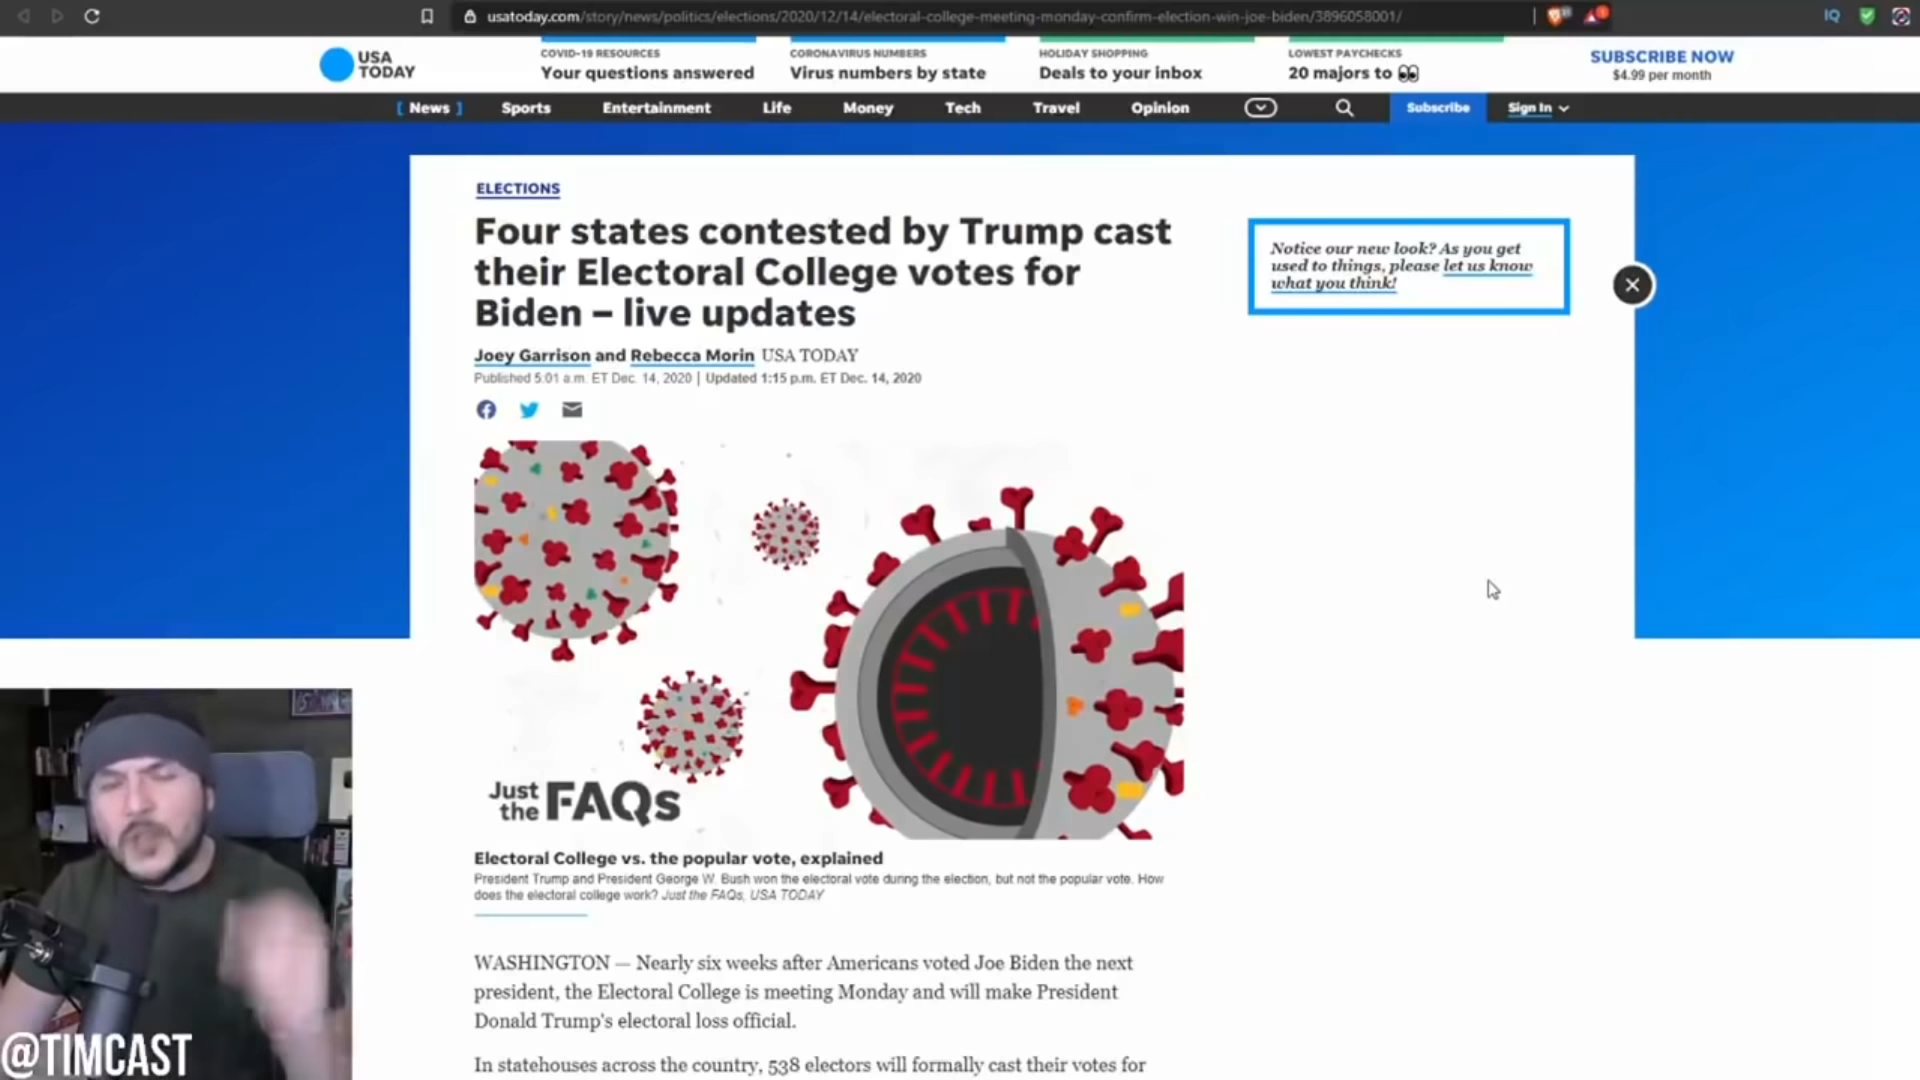 usatoday.com/story/news/politics/elections/2020/12/14/electoral-college-meeting-monday-confirm-election-win-joe-biden/3896058001/
IQ
USA
TODAY
COVID-19 RESOURCES
Your questions answered
CORONAVIRUS NUMBERS
Virus numbers by state
HOLIDAY SHOPPING
Deals to your inbox
LOWEST PAYCHECKS
20 majors to 👀
SUBSCRIBE NOW
$4.99 per month
[ News ] Sports Entertainment Life Money Tech Travel Opinion Subscribe Sign In
ELECTIONS
Four states contested by Trump cast
their Electoral College votes for
Biden – live updates
Joey Garrison and Rebecca Morin USA TODAY
Published 5:01 a.m. ET Dec. 14, 2020 | Updated 1:15 p.m. ET Dec. 14, 2020
Notice our new look? As you get
used to things, please let us know
what you think!
Just
the FAQs
Electoral College vs. the popular vote, explained
President Trump and President George W. Bush won the electoral vote during the election, but not the popular vote. How
does the electoral college work? Just the FAQs, USA TODAY
WASHINGTON — Nearly six weeks after Americans voted Joe Biden the next
president, the Electoral College is meeting Monday and will make President
Donald Trump's electoral loss official.
In statehouses across the country, 538 electors will formally cast their votes for
@TIMCAST